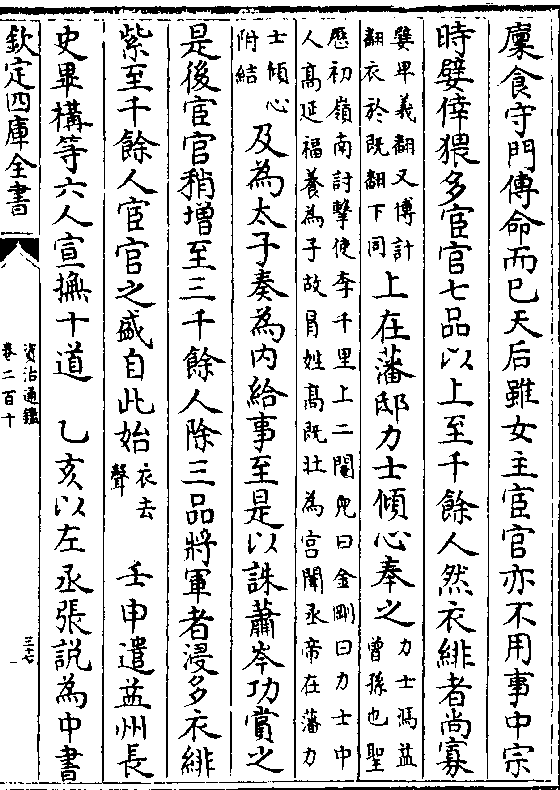 廩食守門傳命而已天后雖女主宦官亦不用事中宗
時嬖倖猥多宦官七品以上至千餘人然衣緋者尚寡
嬖卑義翻又博計
翻衣於既翻下同
上在藩邸力士傾心奉之
力士馮盎
曾孫也聖
厯初嶺南討擊使李千里上二閹兒曰金剛曰力士中
人高延福養為子故冒姓高既壯為宮闈丞帝在藩力
士傾心
附結
及為太子奏為内給事至是以誅蕭岑功賞之
是後宦官稍增至三千餘人除三品將軍者浸多衣緋
紫至千餘人宦官之盛自此始
衣去
聲
壬申遣益州長
史畢構等六人宣撫十道 乙亥以左丞張説為中書
欽定四庫全書
資治通鑑
卷二百十
三十七